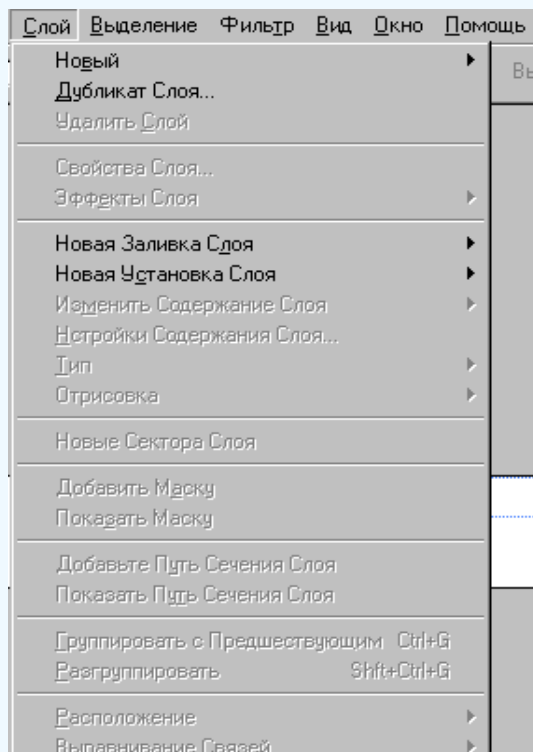 Слой Выделение Фильтр Вид Окно Помощь
Новый
Дубликат Слоя...
Удалить Слой
Свойства Слоя...
Эффекты Слоя
Новая Заливка Слоя
Новая Установка Слоя
Изменить Содержание Слоя
Нстройки Содержания Слоя...
Тип
Отрисовка
Новые Сектора Слоя
Добавить Маску
Показать Маску
Добавьте Путь Сечения Слоя
Показать Путь Сечения Слоя
Группировать с Предшествующим Ctrl+G
Разгруппировать Shft+Ctrl+G
Расположение
Выравнивание Связей